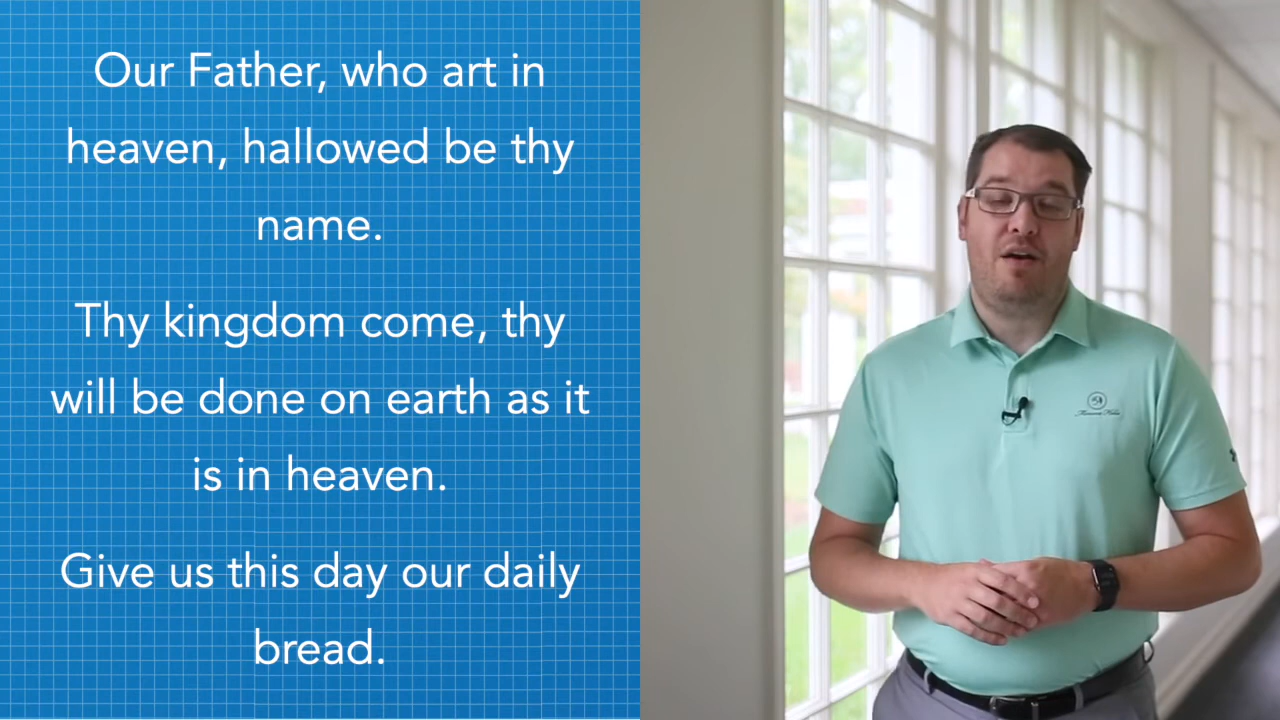 Our Father, who art in
heaven, hallowed be thy
name.
Thy kingdom come, thy
will be done on earth as it
is in heaven.
Give us this day our daily
bread.